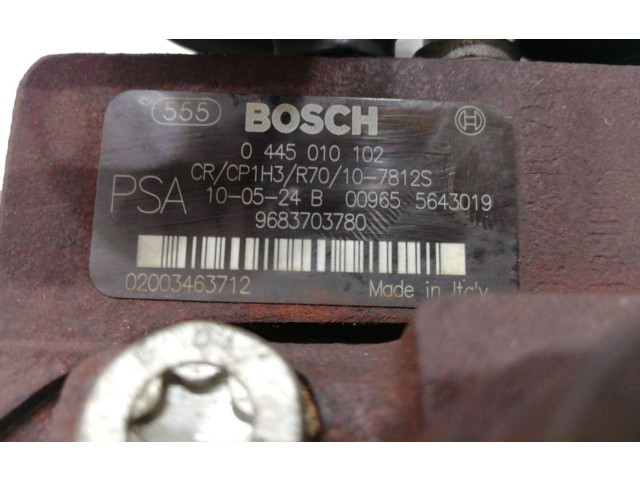 555 BOSCH
0 445 010 102
CR/CP1H3/R70/10-7812S
PSA 10-05-24 B 00965 5643019
9683703780
02003463712 Made in Italy